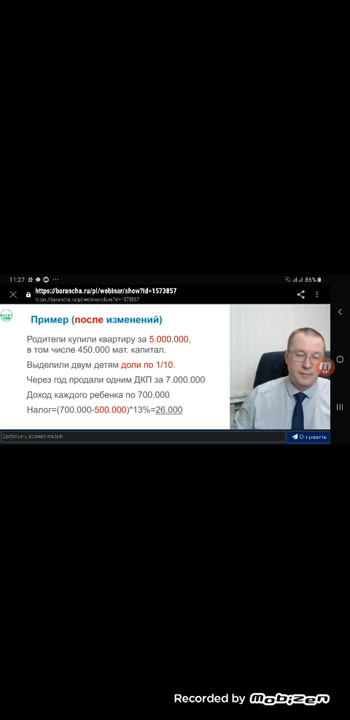 11:27
86%
https://barancha.ru/pl/webinar/show?id=1573857
https://barancha.ru/pl/webinar/show?id=1573857
Пример (после изменений)
Родители купили квартиру за 5.000.000,
в том числе 450.000 мат. капитал.
Выделили двум детям доли по 1/10.
Через год продали одним ДКП за 7.000.000
Доход каждого ребенка по 700.000
Налог=(700.000-500.000)*13%=26.000
Добавить комментарий
Отправить
Recorded by mobizen